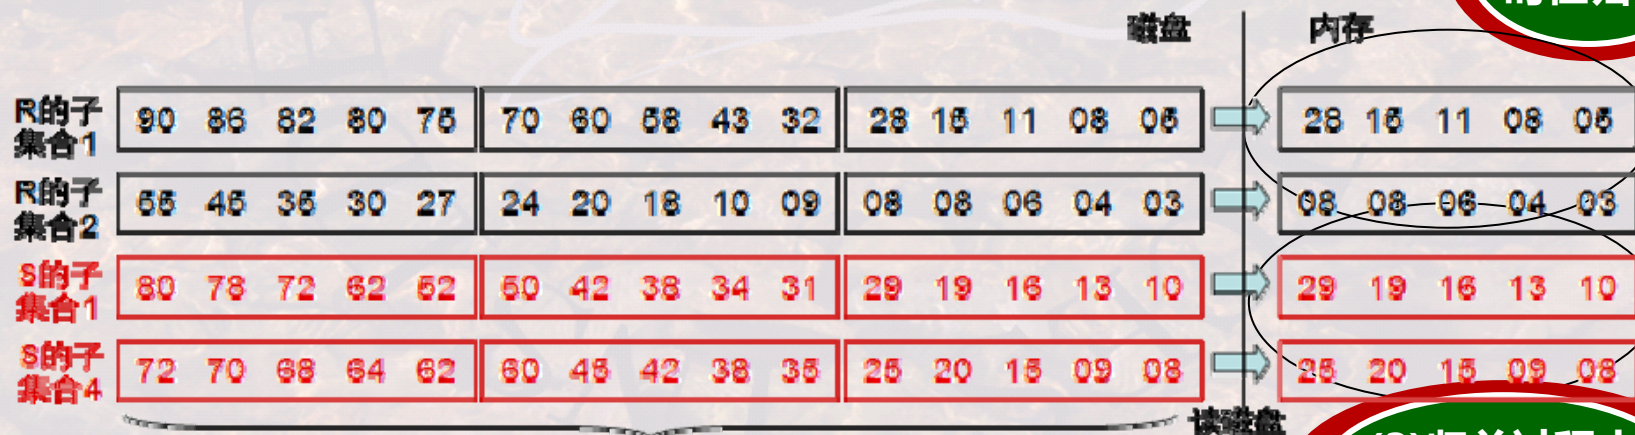 磁盘 内存
R的子集合1 90 86 82 80 75 70 60 58 43 32 28 15 11 08 05 28 15 11 08 05
R的子集合2 55 45 35 30 27 24 20 18 10 09 08 08 06 04 03 08 08 06 04 03
S的子集合1 80 78 72 62 52 50 42 38 34 31 29 19 16 13 10 29 19 16 13 10
S的子集合4 72 70 68 64 62 60 45 42 38 35 25 20 15 09 08 25 20 15 09 08
读磁盘